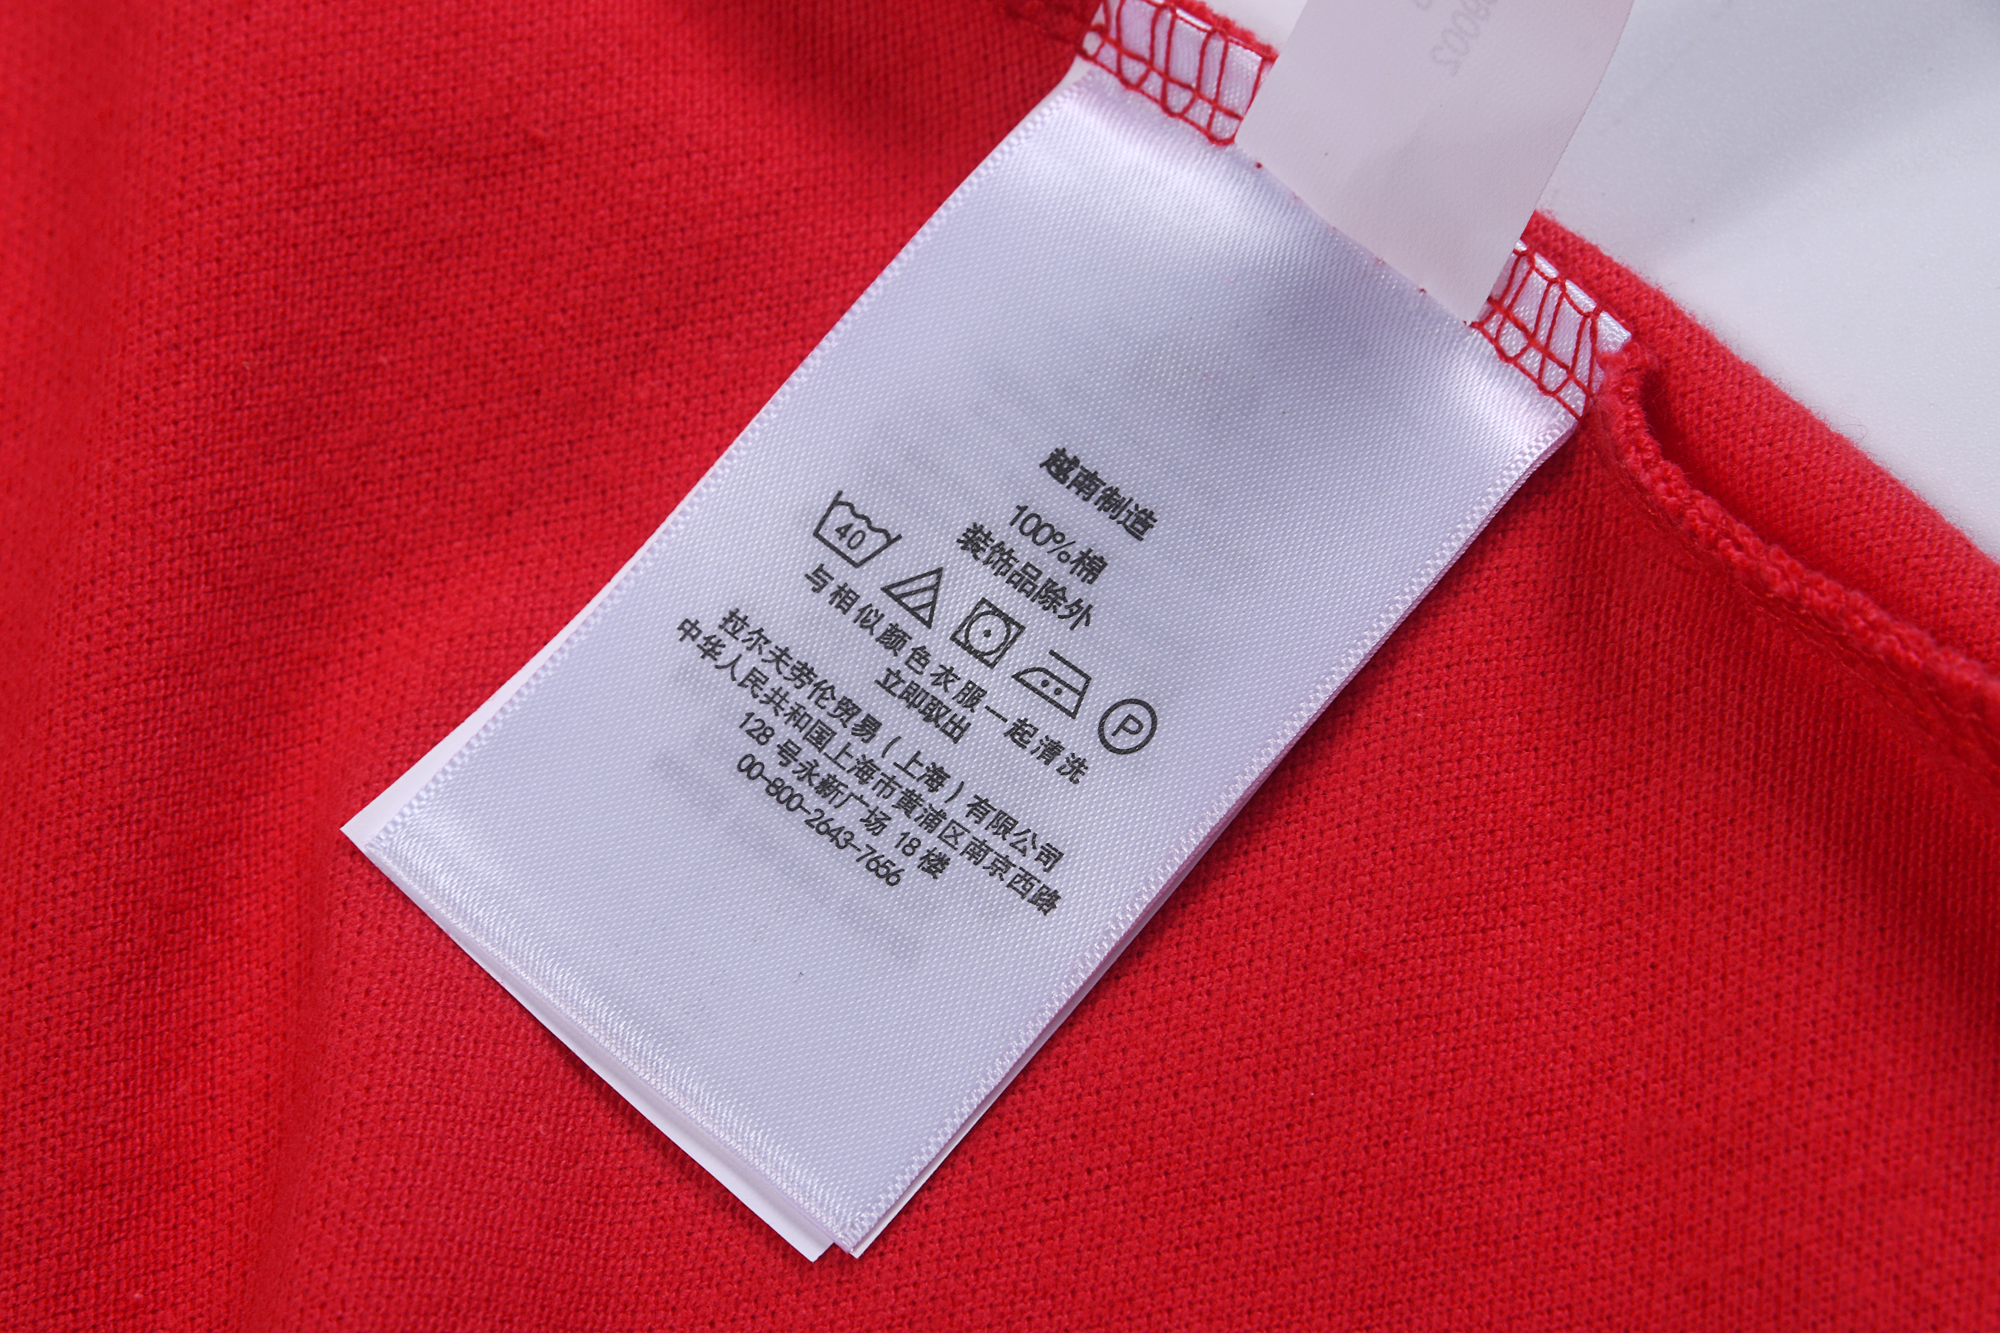 越南制造
100%棉
装饰品除外
40
P
与相似颜色衣服一起清洗
立即取出
拉尔夫劳伦贸易(上海)有限公司
中华人民共和国上海市黄浦区南京西路
128 号永新广场 18 楼
00-800-2643-7656